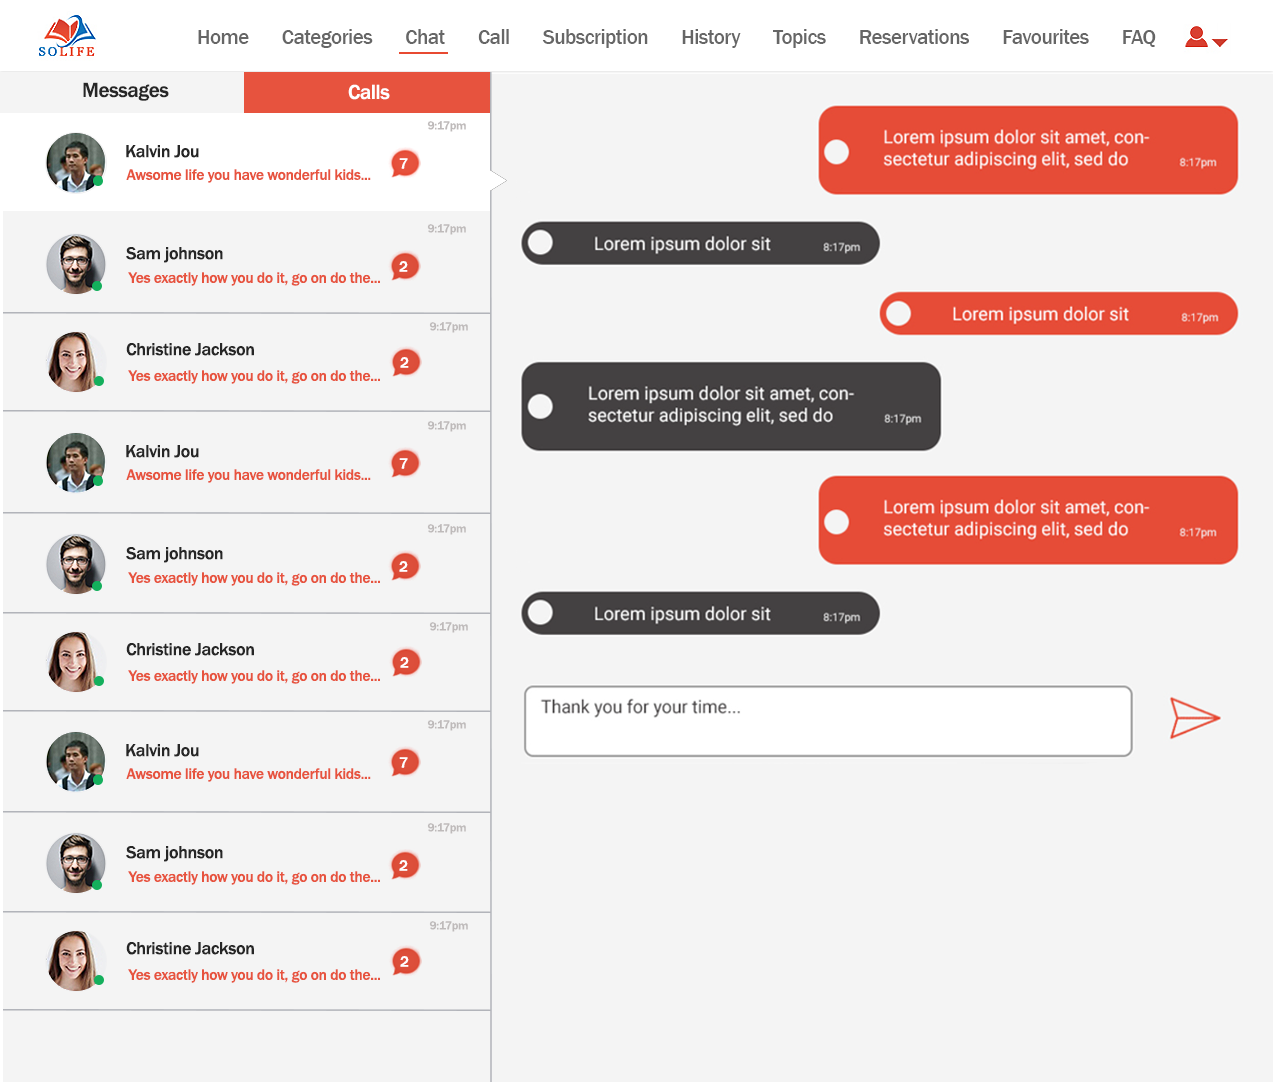 SOLIFE
Home Categories Chat Call Subscription History Topics Reservations Favourites FAQ
Messages Calls
9:17pm
Kalvin Jou
Awsome life you have wonderful kids...
7
9:17pm
Sam johnson
Yes exactly how you do it, go on do the...
2
9:17pm
Christine Jackson
Yes exactly how you do it, go on do the...
2
9:17pm
Kalvin Jou
Awsome life you have wonderful kids...
7
9:17pm
Sam johnson
Yes exactly how you do it, go on do the...
2
9:17pm
Christine Jackson
Yes exactly how you do it, go on do the...
2
9:17pm
Kalvin Jou
Awsome life you have wonderful kids...
7
9:17pm
Sam johnson
Yes exactly how you do it, go on do the...
2
9:17pm
Christine Jackson
Yes exactly how you do it, go on do the...
2
Lorem ipsum dolor sit amet, con-
sectetur adipiscing elit, sed do
8:17pm
Lorem ipsum dolor sit
8:17pm
Lorem ipsum dolor sit
8:17pm
Lorem ipsum dolor sit amet, con-
sectetur adipiscing elit, sed do
8:17pm
Lorem ipsum dolor sit amet, con-
sectetur adipiscing elit, sed do
8:17pm
Lorem ipsum dolor sit
8:17pm
Thank you for your time...